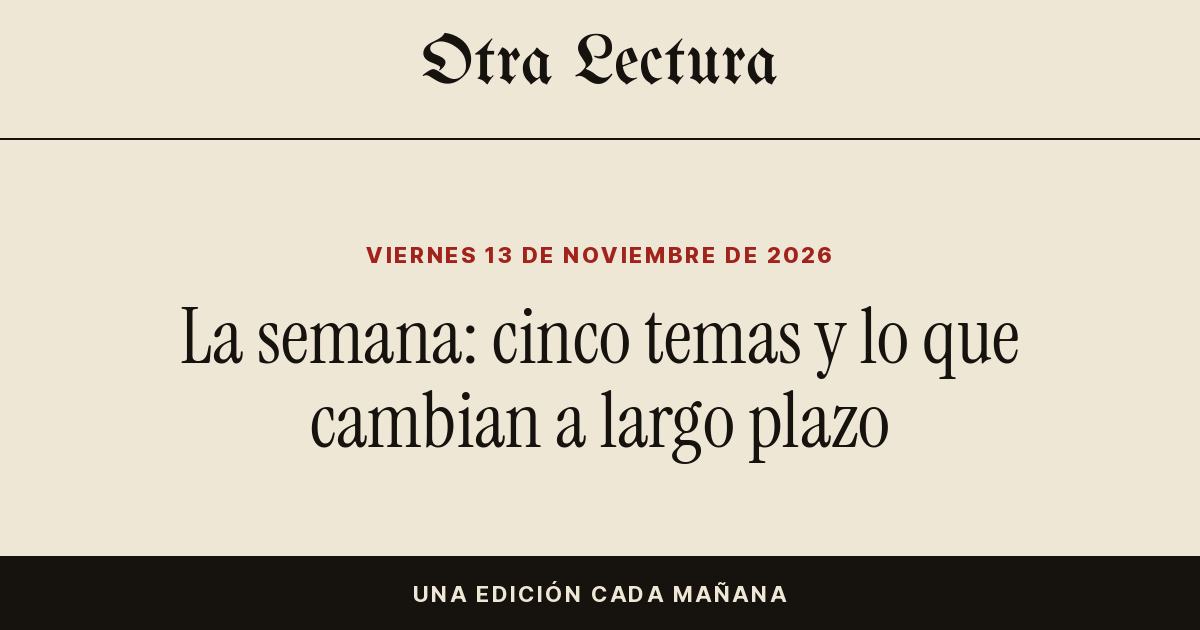 Otra Lectura
VIERNES 13 DE NOVIEMBRE DE 2026
La semana: cinco temas y lo que
cambian a largo plazo
UNA EDICIÓN CADA MAÑANA